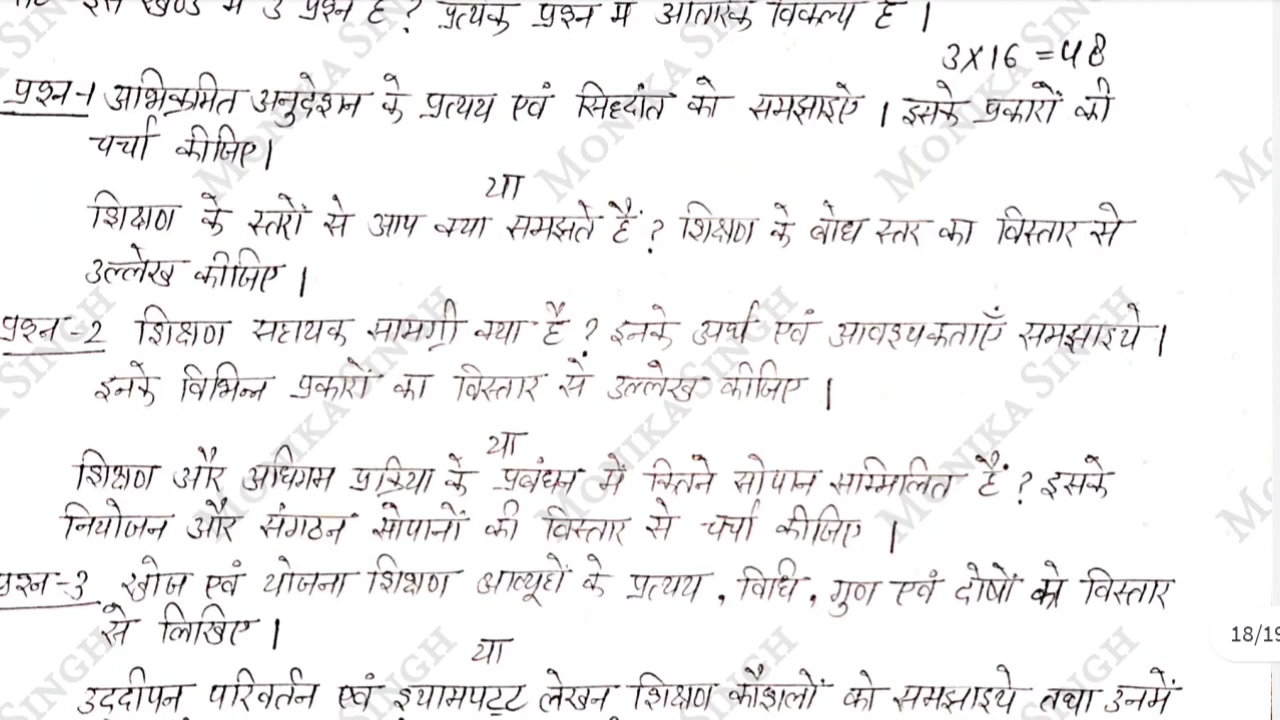 इस खण्ड में 3 प्रश्न है? प्रत्येक प्रश्न में आंतरिक विकल्प है |
3×16 = 48
प्रश्न-1 अभिक्रमित अनुदेशन के प्रत्यय एवं सिध्दांत को समझाइऐ | इसके प्रकारों की
चर्चा कीजिए |
या
शिक्षण के स्तरों से आप क्या समझते हैं? शिक्षण के बोध स्तर का विस्तार से
उल्लेख कीजिए |
प्रश्न-2 शिक्षण सहायक सामग्री क्या है? इनके अर्थ एवं आवश्यकताएँ समझाइये |
इनके विभिन्न प्रकारों का विस्तार से उल्लेख कीजिए |
या
शिक्षण और अधिगम प्रक्रिया के प्रबंधन में कितने सोपान सम्मिलित हैं? इसके
नियोजन और संगठन सोपानों की विस्तार से चर्चा कीजिए |
प्रश्न-3 खोज एवं योजना शिक्षण आव्यूहों के प्रत्यय, विधि, गुण एवं दोषों को विस्तार
से लिखिए |
18/19
या
उद्दीपन परिवर्तन एवं श्यामपट्ट लेखन शिक्षण कौशलों को समझाइये तथा उनमें
MONIKA SINGH